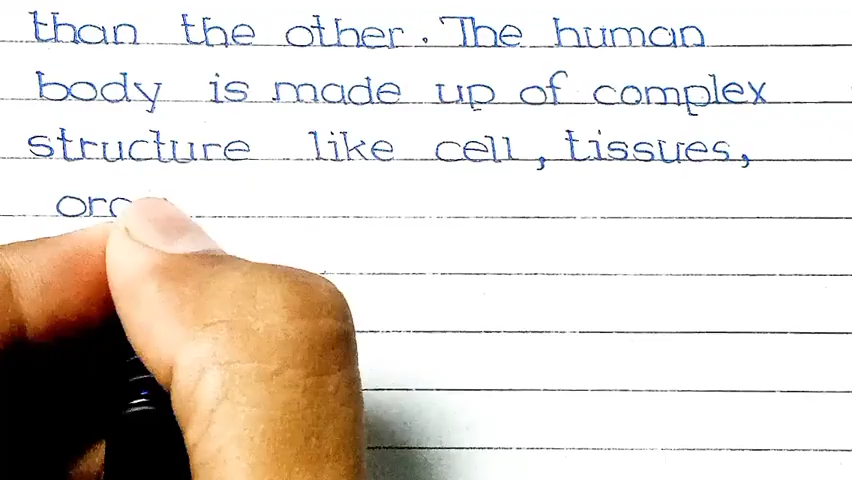 than the other. The human
body is made up of complex
structure like cell, tissues,